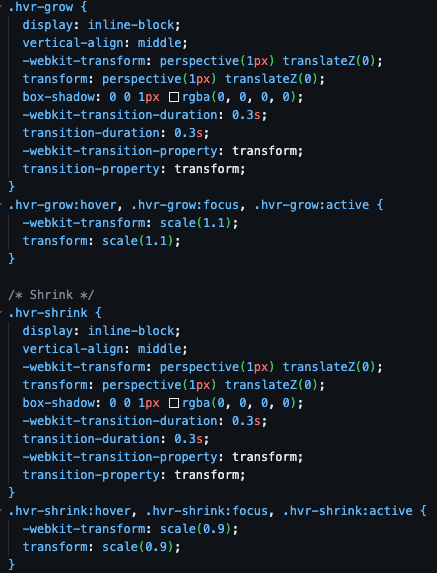 .hvr-grow {
  display: inline-block;
  vertical-align: middle;
  -webkit-transform: perspective(1px) translateZ(0);
  transform: perspective(1px) translateZ(0);
  box-shadow: 0 0 1px rgba(0, 0, 0, 0);
  -webkit-transition-duration: 0.3s;
  transition-duration: 0.3s;
  -webkit-transition-property: transform;
  transition-property: transform;
}
.hvr-grow:hover, .hvr-grow:focus, .hvr-grow:active {
  -webkit-transform: scale(1.1);
  transform: scale(1.1);
}

/* Shrink */
.hvr-shrink {
  display: inline-block;
  vertical-align: middle;
  -webkit-transform: perspective(1px) translateZ(0);
  transform: perspective(1px) translateZ(0);
  box-shadow: 0 0 1px rgba(0, 0, 0, 0);
  -webkit-transition-duration: 0.3s;
  transition-duration: 0.3s;
  -webkit-transition-property: transform;
  transition-property: transform;
}
.hvr-shrink:hover, .hvr-shrink:focus, .hvr-shrink:active {
  -webkit-transform: scale(0.9);
  transform: scale(0.9);
}